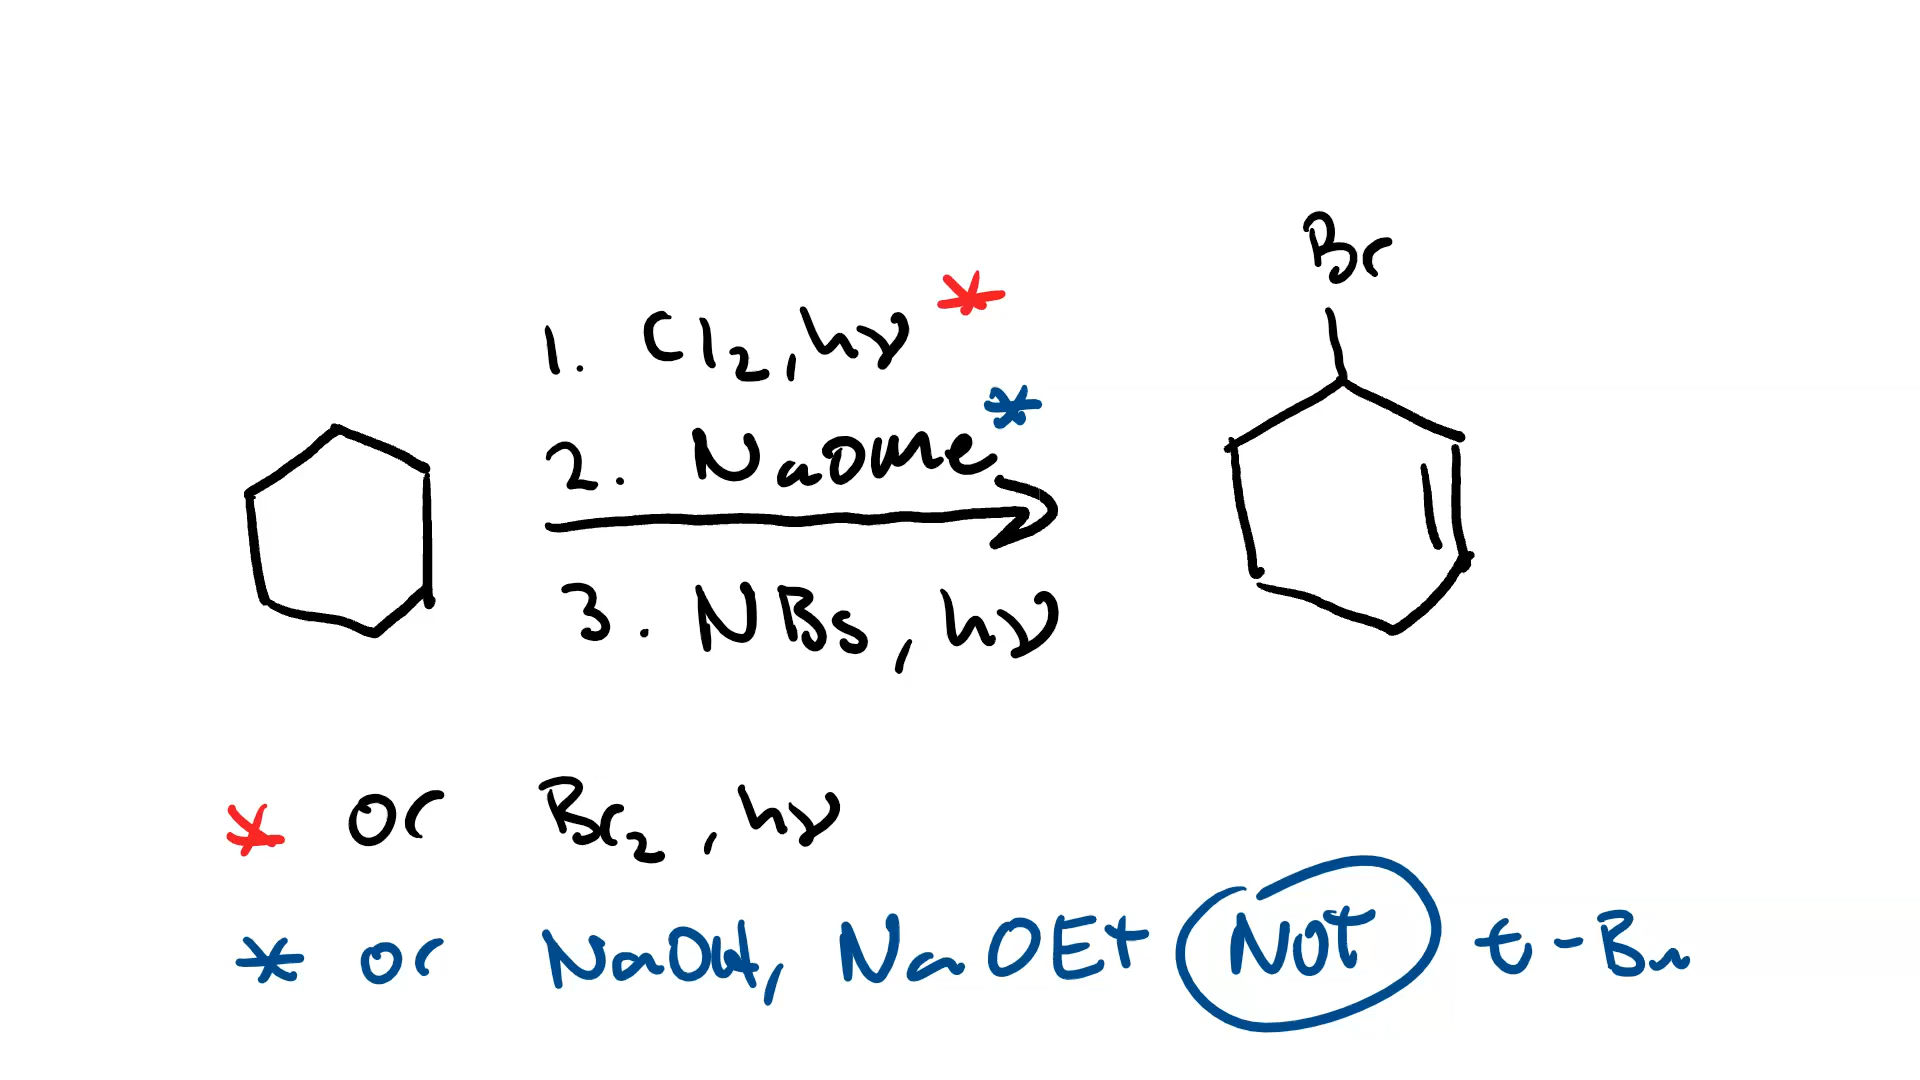 Br
1. Cl2, hν *
2. NaOMe *
3. NBS, hν
* or Br2, hν
* or NaOH, NaOEt NOT t-Bu